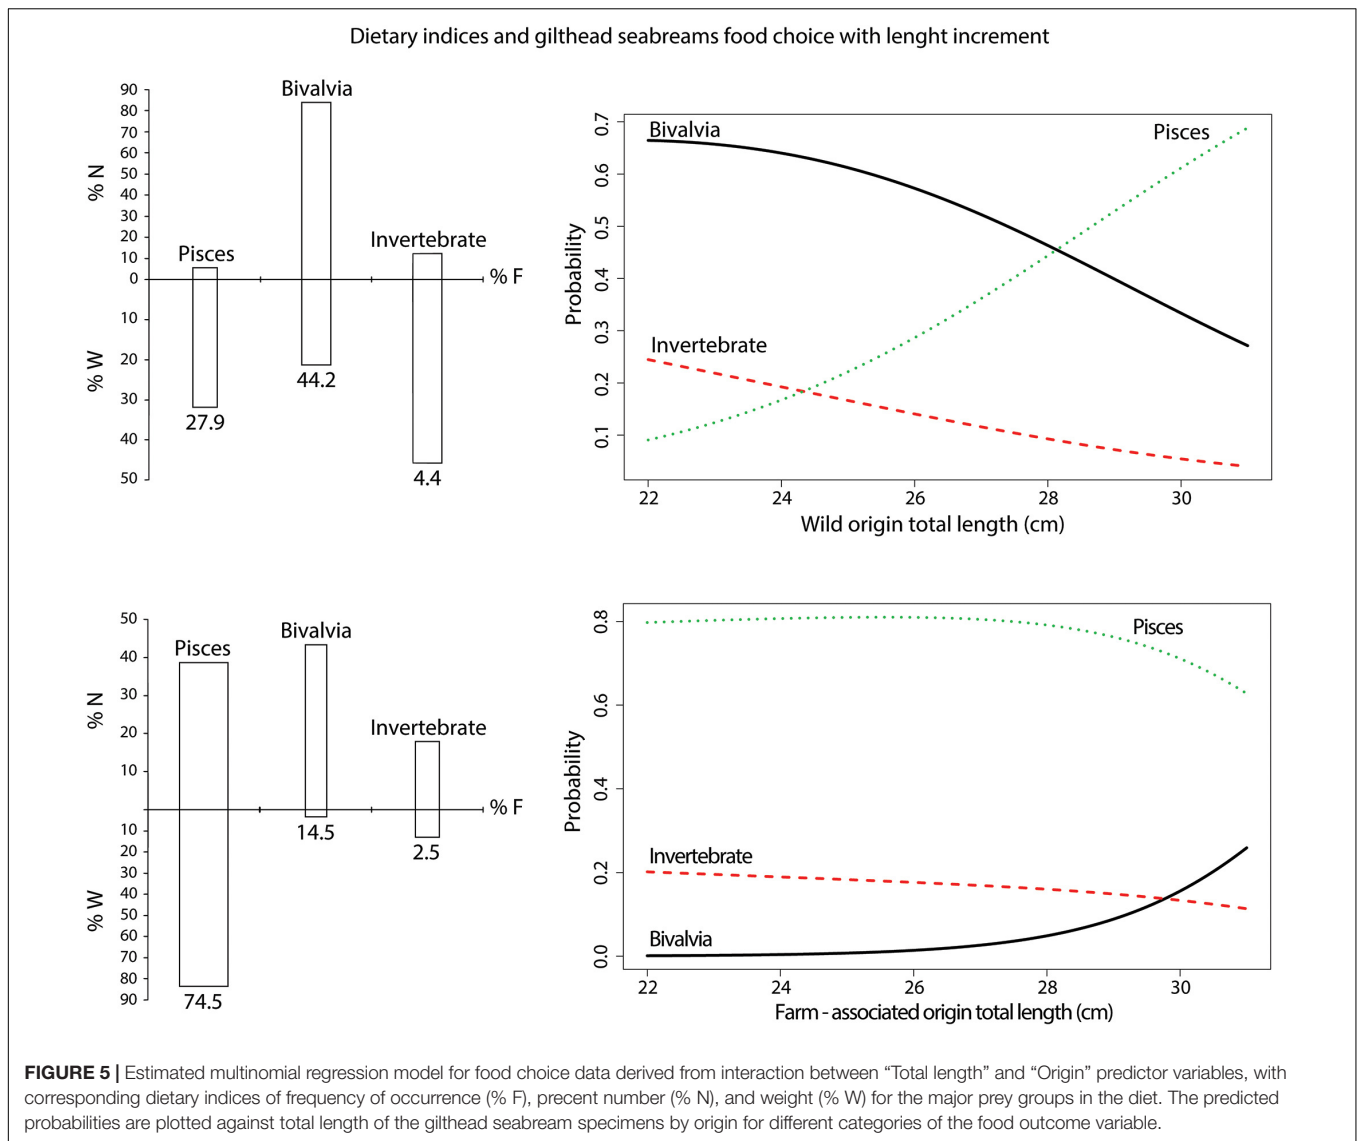 Dietary indices and gilthead seabreams food choice with lenght increment
90
80
70
60
50
40
30
20
10
0
10
20
30
40
50
% N
% W
Pisces
Bivalvia
Invertebrate
% F
27.9
44.2
4.4
0.7
0.6
0.5
0.4
0.3
0.2
0.1
Probability
Bivalvia
Pisces
Invertebrate
22 24 26 28 30
Wild origin total length (cm)
50
40
30
20
10
10
20
30
40
50
60
70
80
90
% N
% W
Pisces
Bivalvia
Invertebrate
% F
74.5
14.5
2.5
0.8
0.6
0.4
0.2
0.0
Probability
Pisces
Invertebrate
Bivalvia
22 24 26 28 30
Farm - associated origin total length (cm)
FIGURE 5 | Estimated multinomial regression model for food choice data derived from interaction between “Total length” and “Origin” predictor variables, with
corresponding dietary indices of frequency of occurrence (% F), precent number (% N), and weight (% W) for the major prey groups in the diet. The predicted
probabilities are plotted against total length of the gilthead seabream specimens by origin for different categories of the food outcome variable.